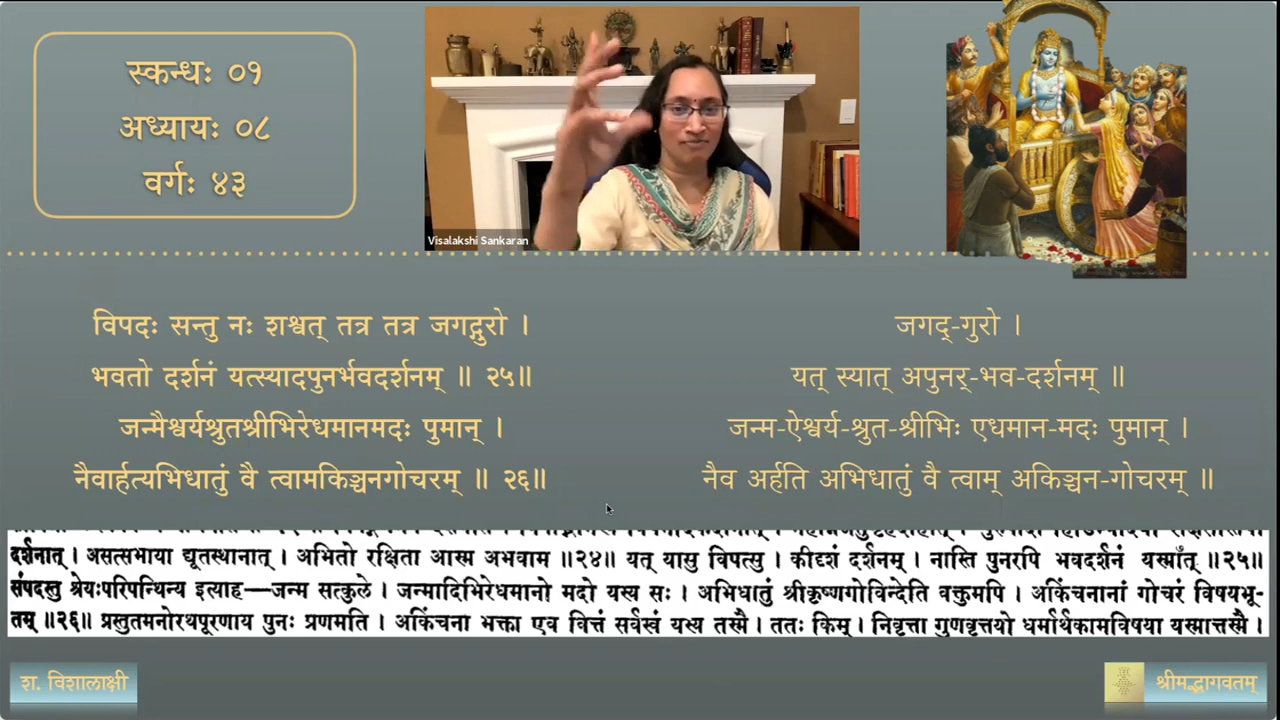 स्कन्धः ०१
अध्यायः ०८
वर्गः ४३
Visalakshi Sankaran
विपदः सन्तु नः शश्वत् तत्र तत्र जगद्गुरो ।
भवतो दर्शनं यत्स्यादपुनर्भवदर्शनम् ॥ २५॥
जन्मैश्वर्यश्रुतश्रीभिरेधमानमदः पुमान् ।
नैवार्हत्यभिधातुं वै त्वामकिञ्चनगोचरम् ॥ २६॥
जगद्-गुरो ।
यत् स्यात् अपुनर्-भव-दर्शनम् ॥
जन्म-ऐश्वर्य-श्रुत-श्रीभिः एधमान-मदः पुमान् ।
नैव अर्हति अभिधातुं वै त्वाम् अकिञ्चन-गोचरम् ॥
दर्शनात् । असत्सभाया द्यूतस्थानात् । अभितो रक्षिता आस्म अभवाम ॥२४॥ यत् यासु विपत्सु । कीदृशं दर्शनम् । नास्ति पुनरपि भवदर्शनं यस्माँत् ॥२५॥
संपदस्तु श्रेयःपरिपन्थिन्य इत्याह—जन्म सत्कुले । जन्मादिभिरेधमानो मदो यस्य सः । अभिधातुं श्रीकृष्णगोविन्देति वक्तुमपि । अकिंचनानां गोचरं विषयभू-
तम् ॥२६॥ प्रस्तुतमनोरथपूरणाय पुनः प्रणमति । अकिंचना भक्ता एव वित्तं सर्वस्वं यस्य तस्मै । ततः किम् । निवृत्ता गुणवृत्तयो धर्मार्थकामविषया यस्मात्तस्मै ।
श. विशालाक्षी
श्रीमद्भागवतम्